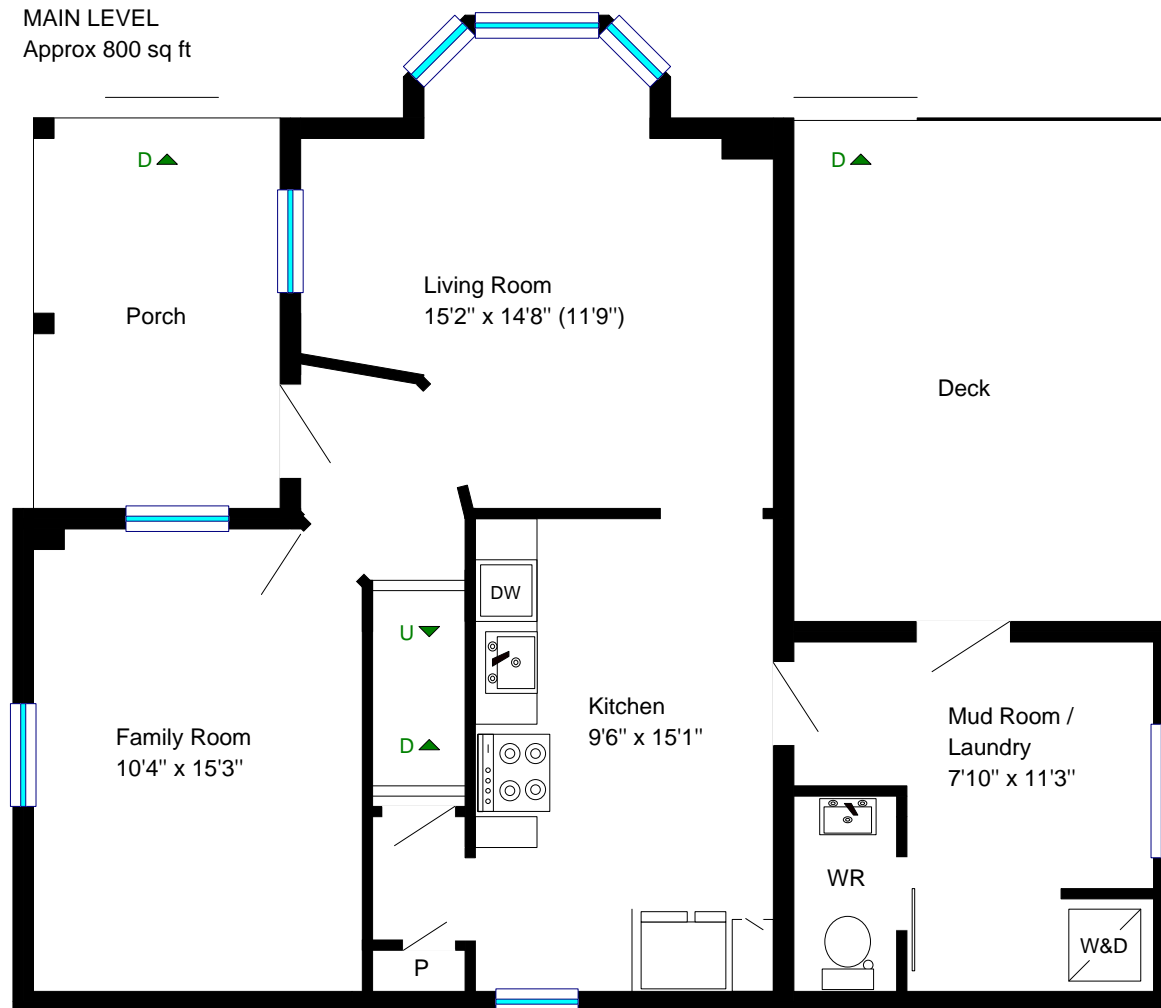 MAIN LEVEL
Approx 800 sq ft
D
D
Living Room
15'2" x 14'8" (11'9")
Porch
Deck
DW
U
D
Kitchen
9'6" x 15'1"
Family Room
10'4" x 15'3"
Mud Room /
Laundry
7'10" x 11'3"
WR
W&D
P